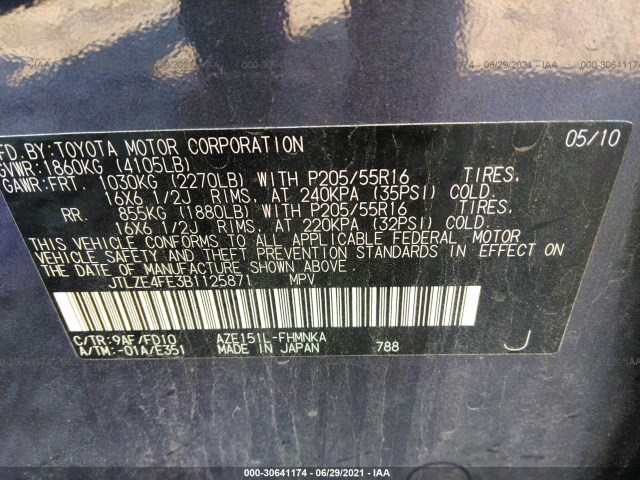 FD.BY:TOYOTA MOTOR CORPORATION 05/10
GVWR:1860KG (4105LB)
GAWR:FRT. 1030KG (2270LB) WITH P205/55R16 TIRES.
16X6 1/2J RIMS, AT 240KPA (35PSI) COLD.
RR. 855KG (1880LB) WITH P205/55R16 TIRES.
16X6 1/2J RIMS, AT 220KPA (32PSI) COLD.
THIS VEHICLE CONFORMS TO ALL APPLICABLE FEDERAL MOTOR
VEHICLE SAFETY AND THEFT PREVENTION STANDARDS IN EFFECT ON
THE DATE OF MANUFACTURE SHOWN ABOVE.
JTLZE4FE3B1125871 MPV
C/TR:9AF/FD10 AZE151L-FHMNKA
A/TM:-01A/E351 MADE IN JAPAN 788 J
000-30641174 - 06/29/2021 - IAA